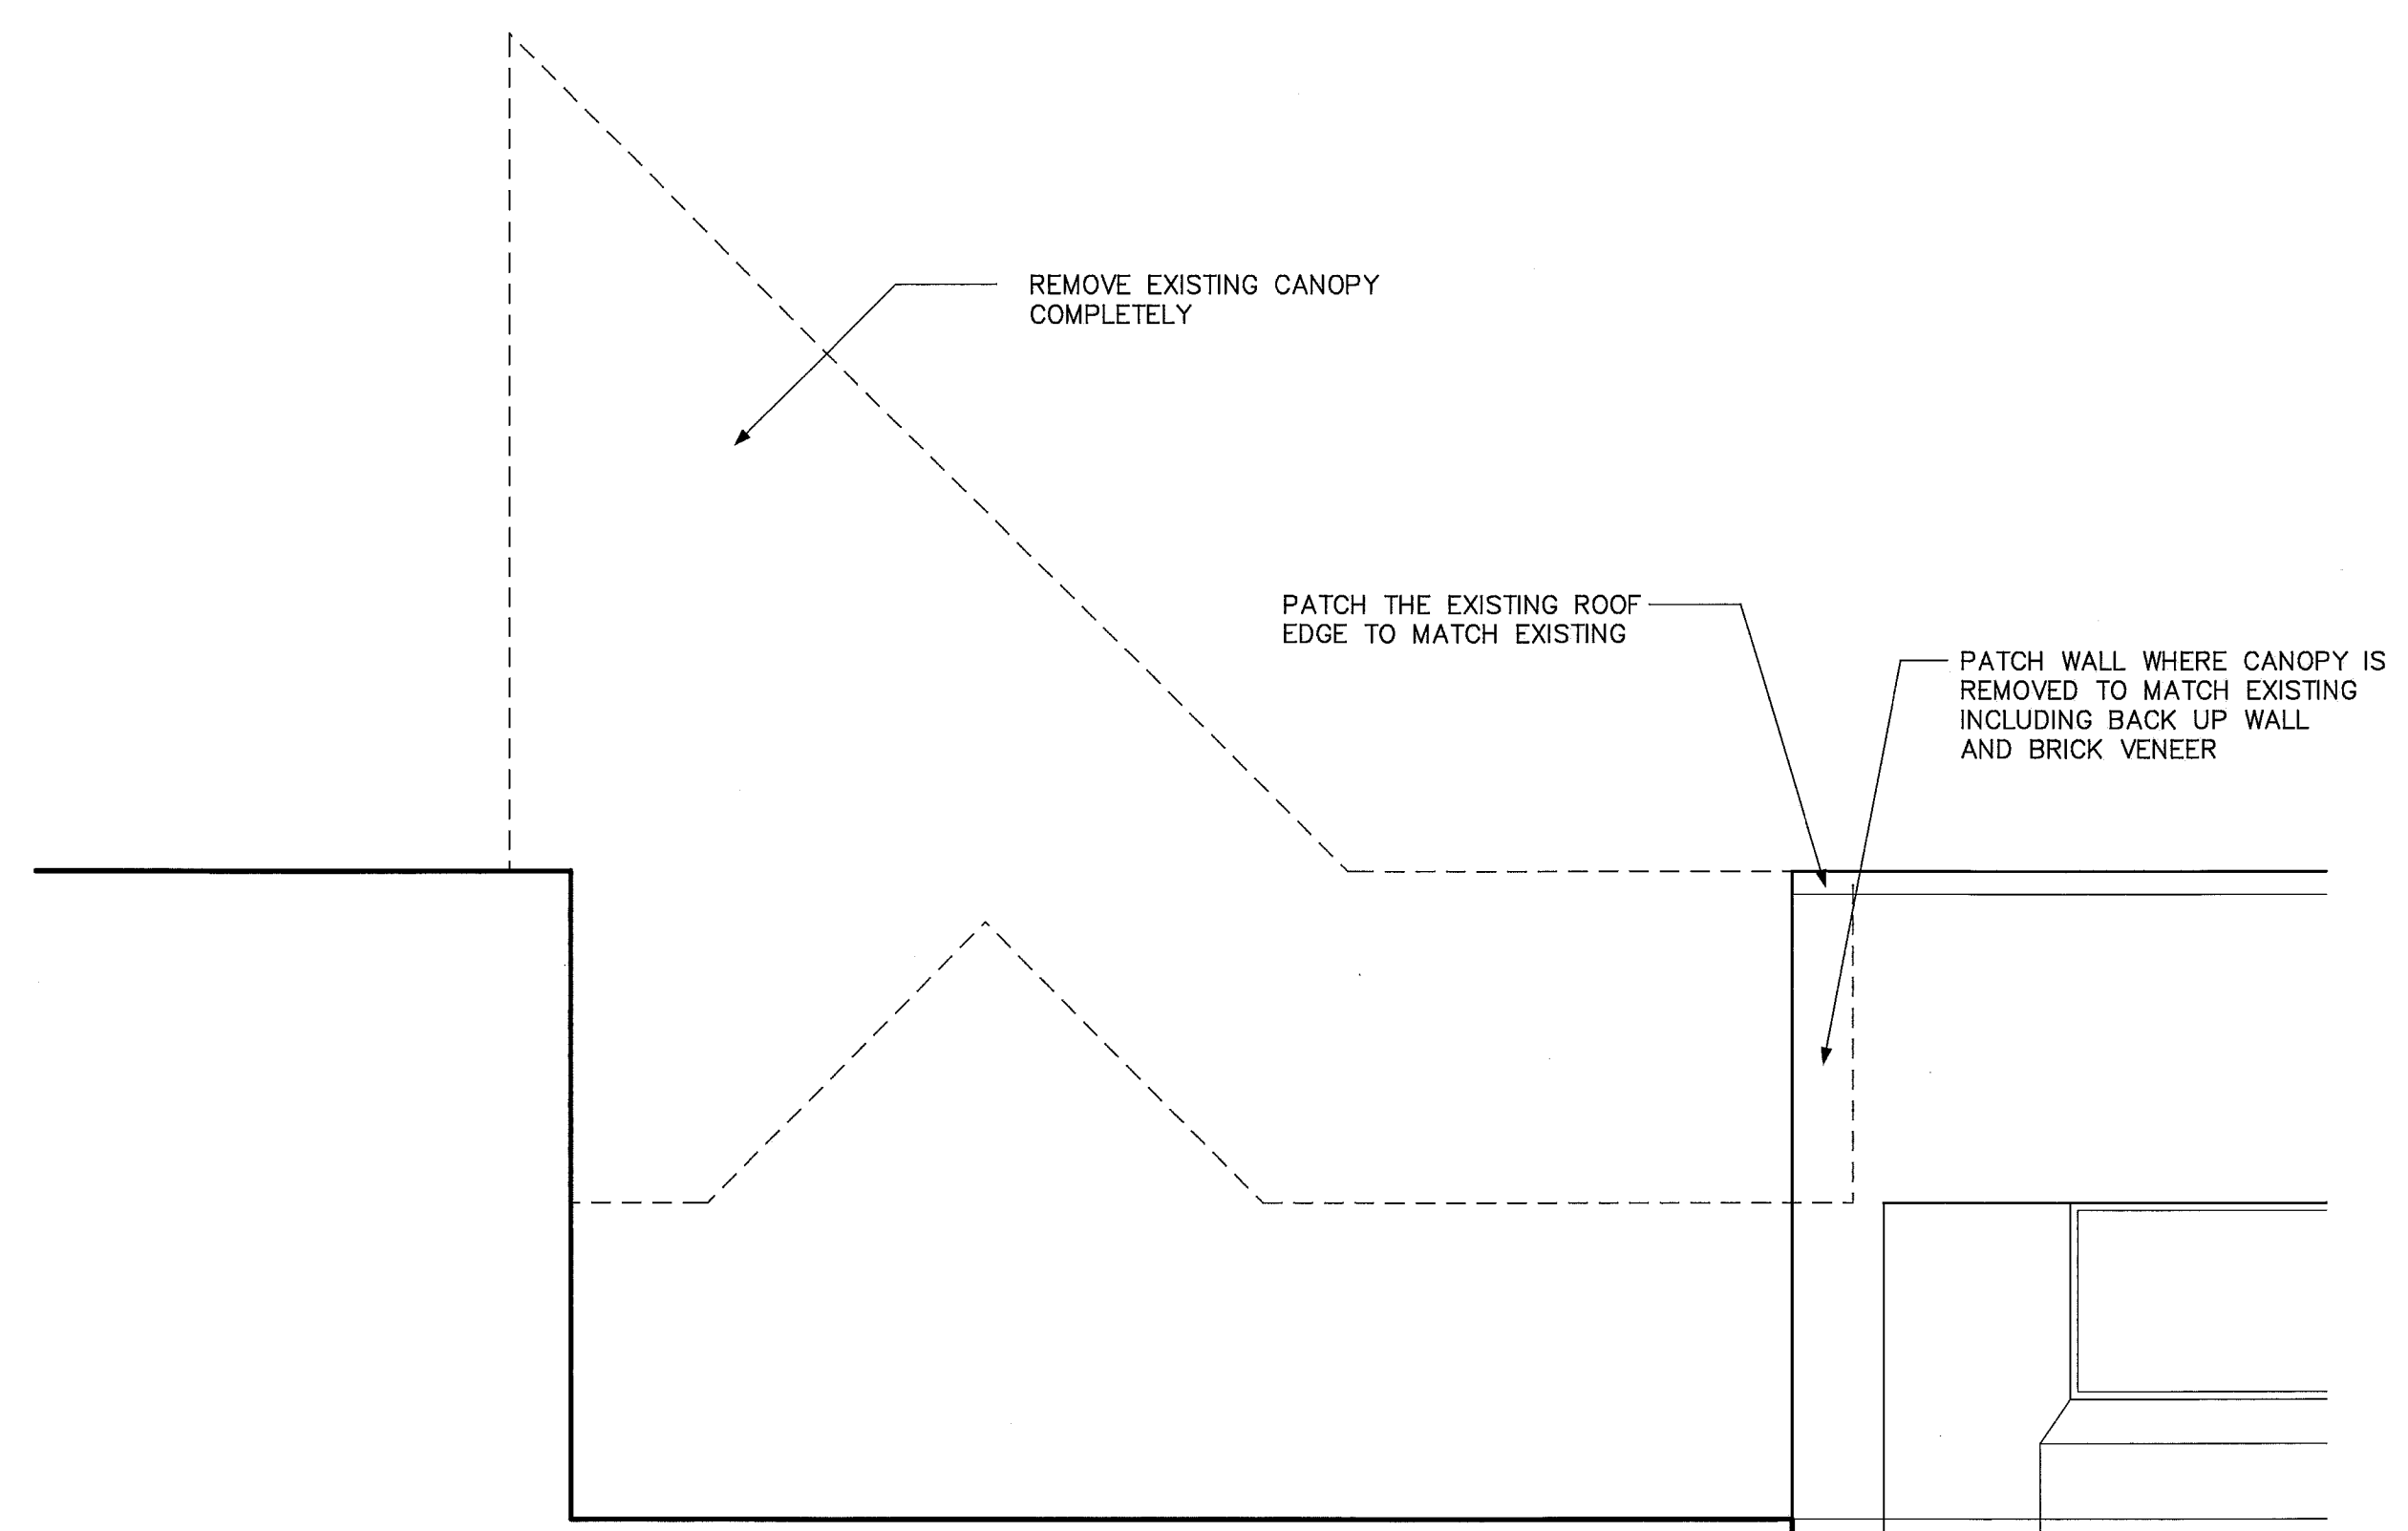 REMOVE EXISTING CANOPY
COMPLETELY
PATCH THE EXISTING ROOF
EDGE TO MATCH EXISTING
PATCH WALL WHERE CANOPY IS
REMOVED TO MATCH EXISTING
INCLUDING BACK UP WALL
AND BRICK VENEER